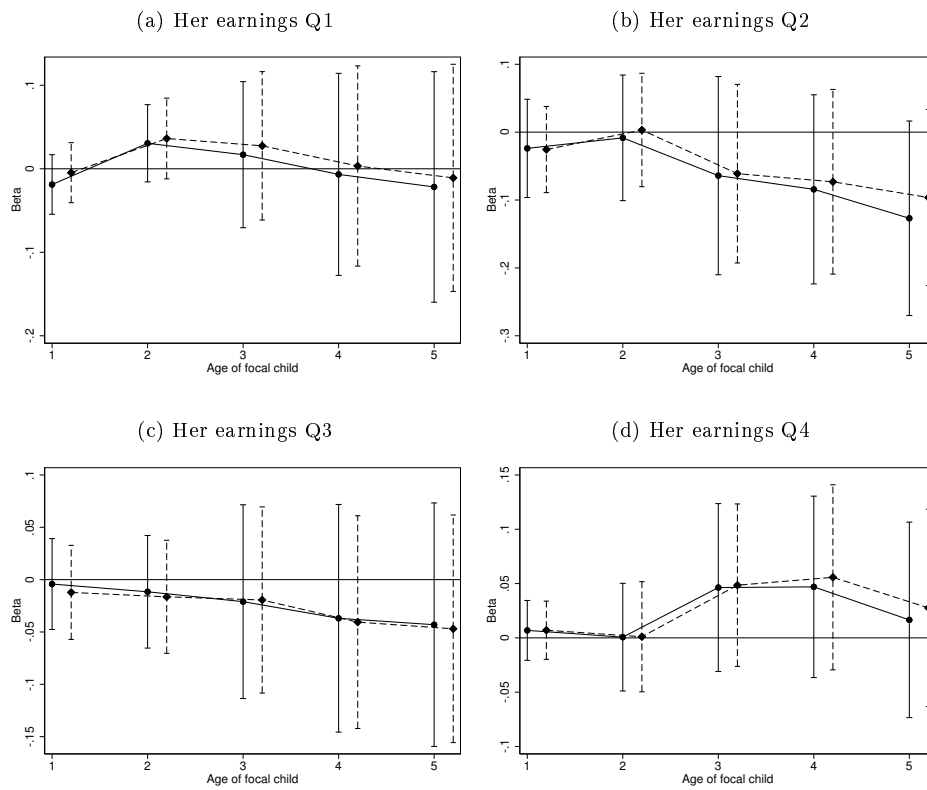 (a) Her earnings Q1
.1
0
-.1
-.2
Beta
1 2 3 4 5
Age of focal child
(b) Her earnings Q2
.1
0
-.1
-.2
-.3
Beta
1 2 3 4 5
Age of focal child
(c) Her earnings Q3
.1
.05
0
-.05
-.1
-.15
Beta
1 2 3 4 5
Age of focal child
(d) Her earnings Q4
.15
.1
.05
0
-.05
-.1
Beta
1 2 3 4 5
Age of focal child